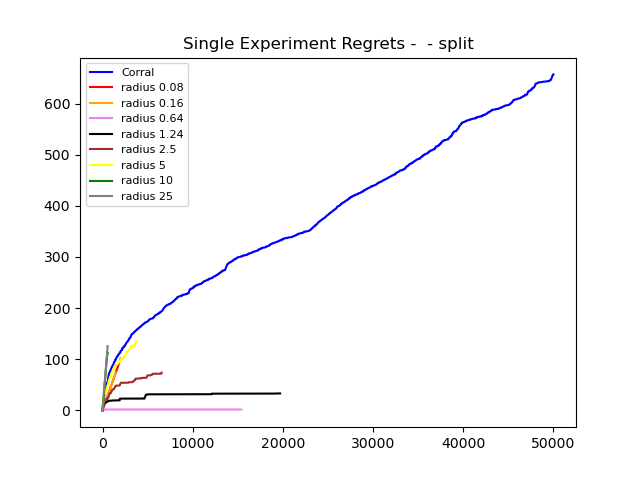 Single Experiment Regrets -  - split
Corral
radius 0.08
radius 0.16
radius 0.64
radius 1.24
radius 2.5
radius 5
radius 10
radius 25
600
500
400
300
200
100
0
0 10000 20000 30000 40000 50000